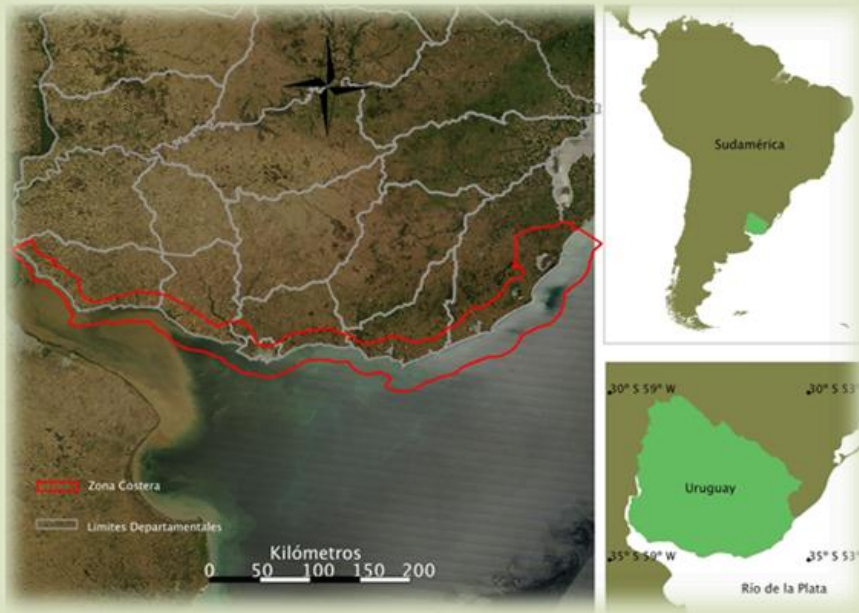 Zona Costera
Límites Departamentales
Kilómetros
0 50 100 150 200
Sudamérica
30° S 59° W
30° S 53°
Uruguay
35° S 59° W
35° S 53°
Río de la Plata